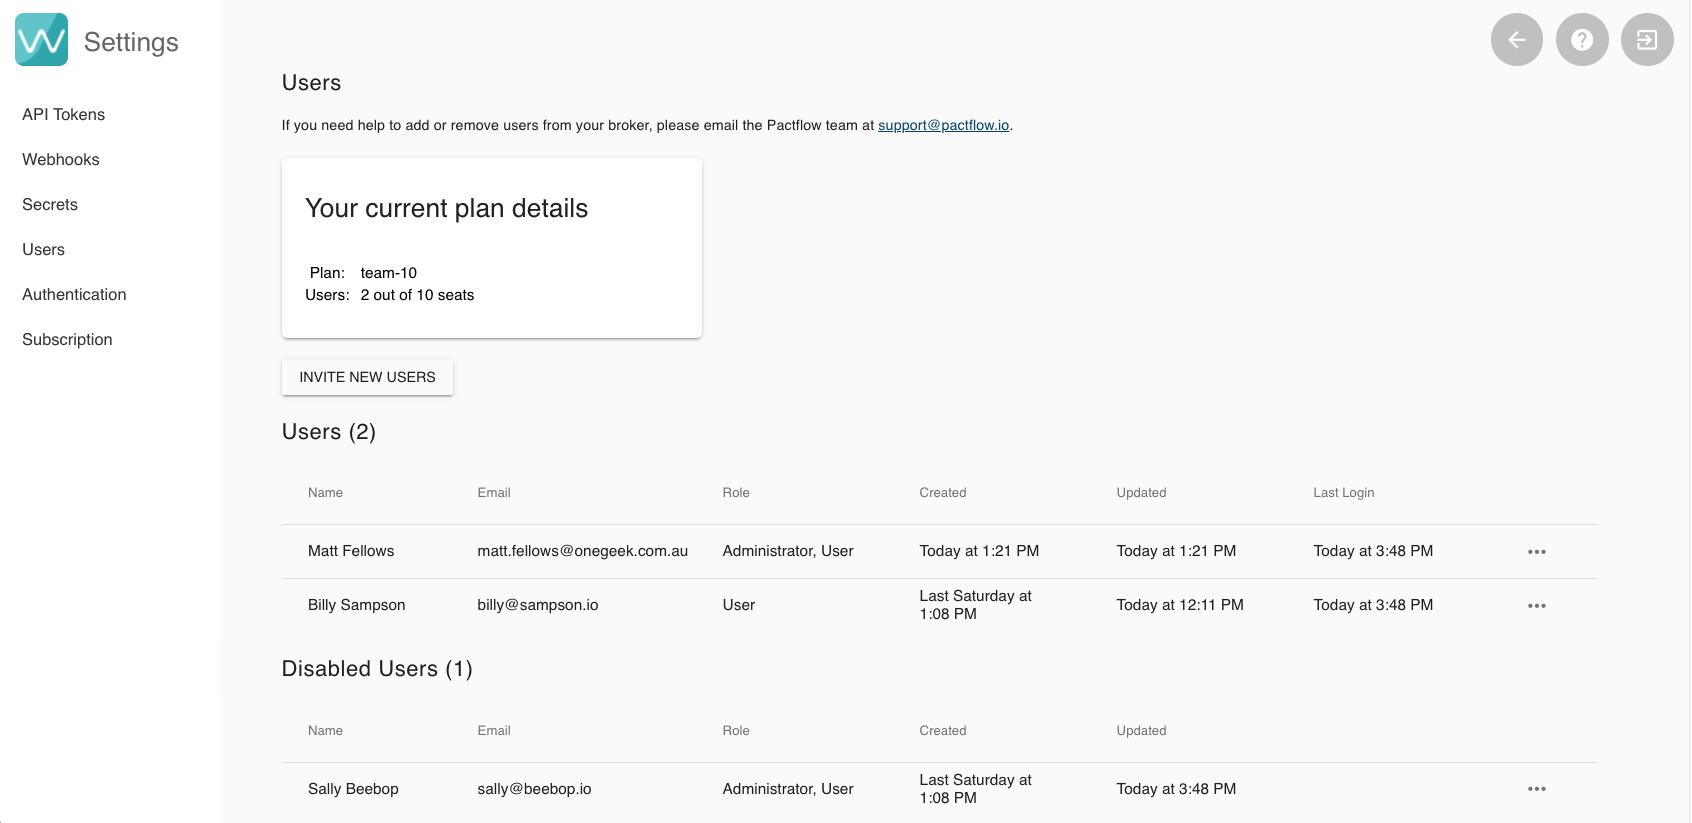 Settings
API Tokens
Webhooks
Secrets
Users
Authentication
Subscription
Users
If you need help to add or remove users from your broker, please email the Pactflow team at support@pactflow.io.
Your current plan details
Plan: team-10
Users: 2 out of 10 seats
INVITE NEW USERS
Users (2)
Name Email Role Created Updated Last Login
Matt Fellows matt.fellows@onegeek.com.au Administrator, User Today at 1:21 PM Today at 1:21 PM Today at 3:48 PM
Billy Sampson billy@sampson.io User Last Saturday at
1:08 PM Today at 12:11 PM Today at 3:48 PM
Disabled Users (1)
Name Email Role Created Updated
Sally Beebop sally@beebop.io Administrator, User Last Saturday at
1:08 PM Today at 3:48 PM